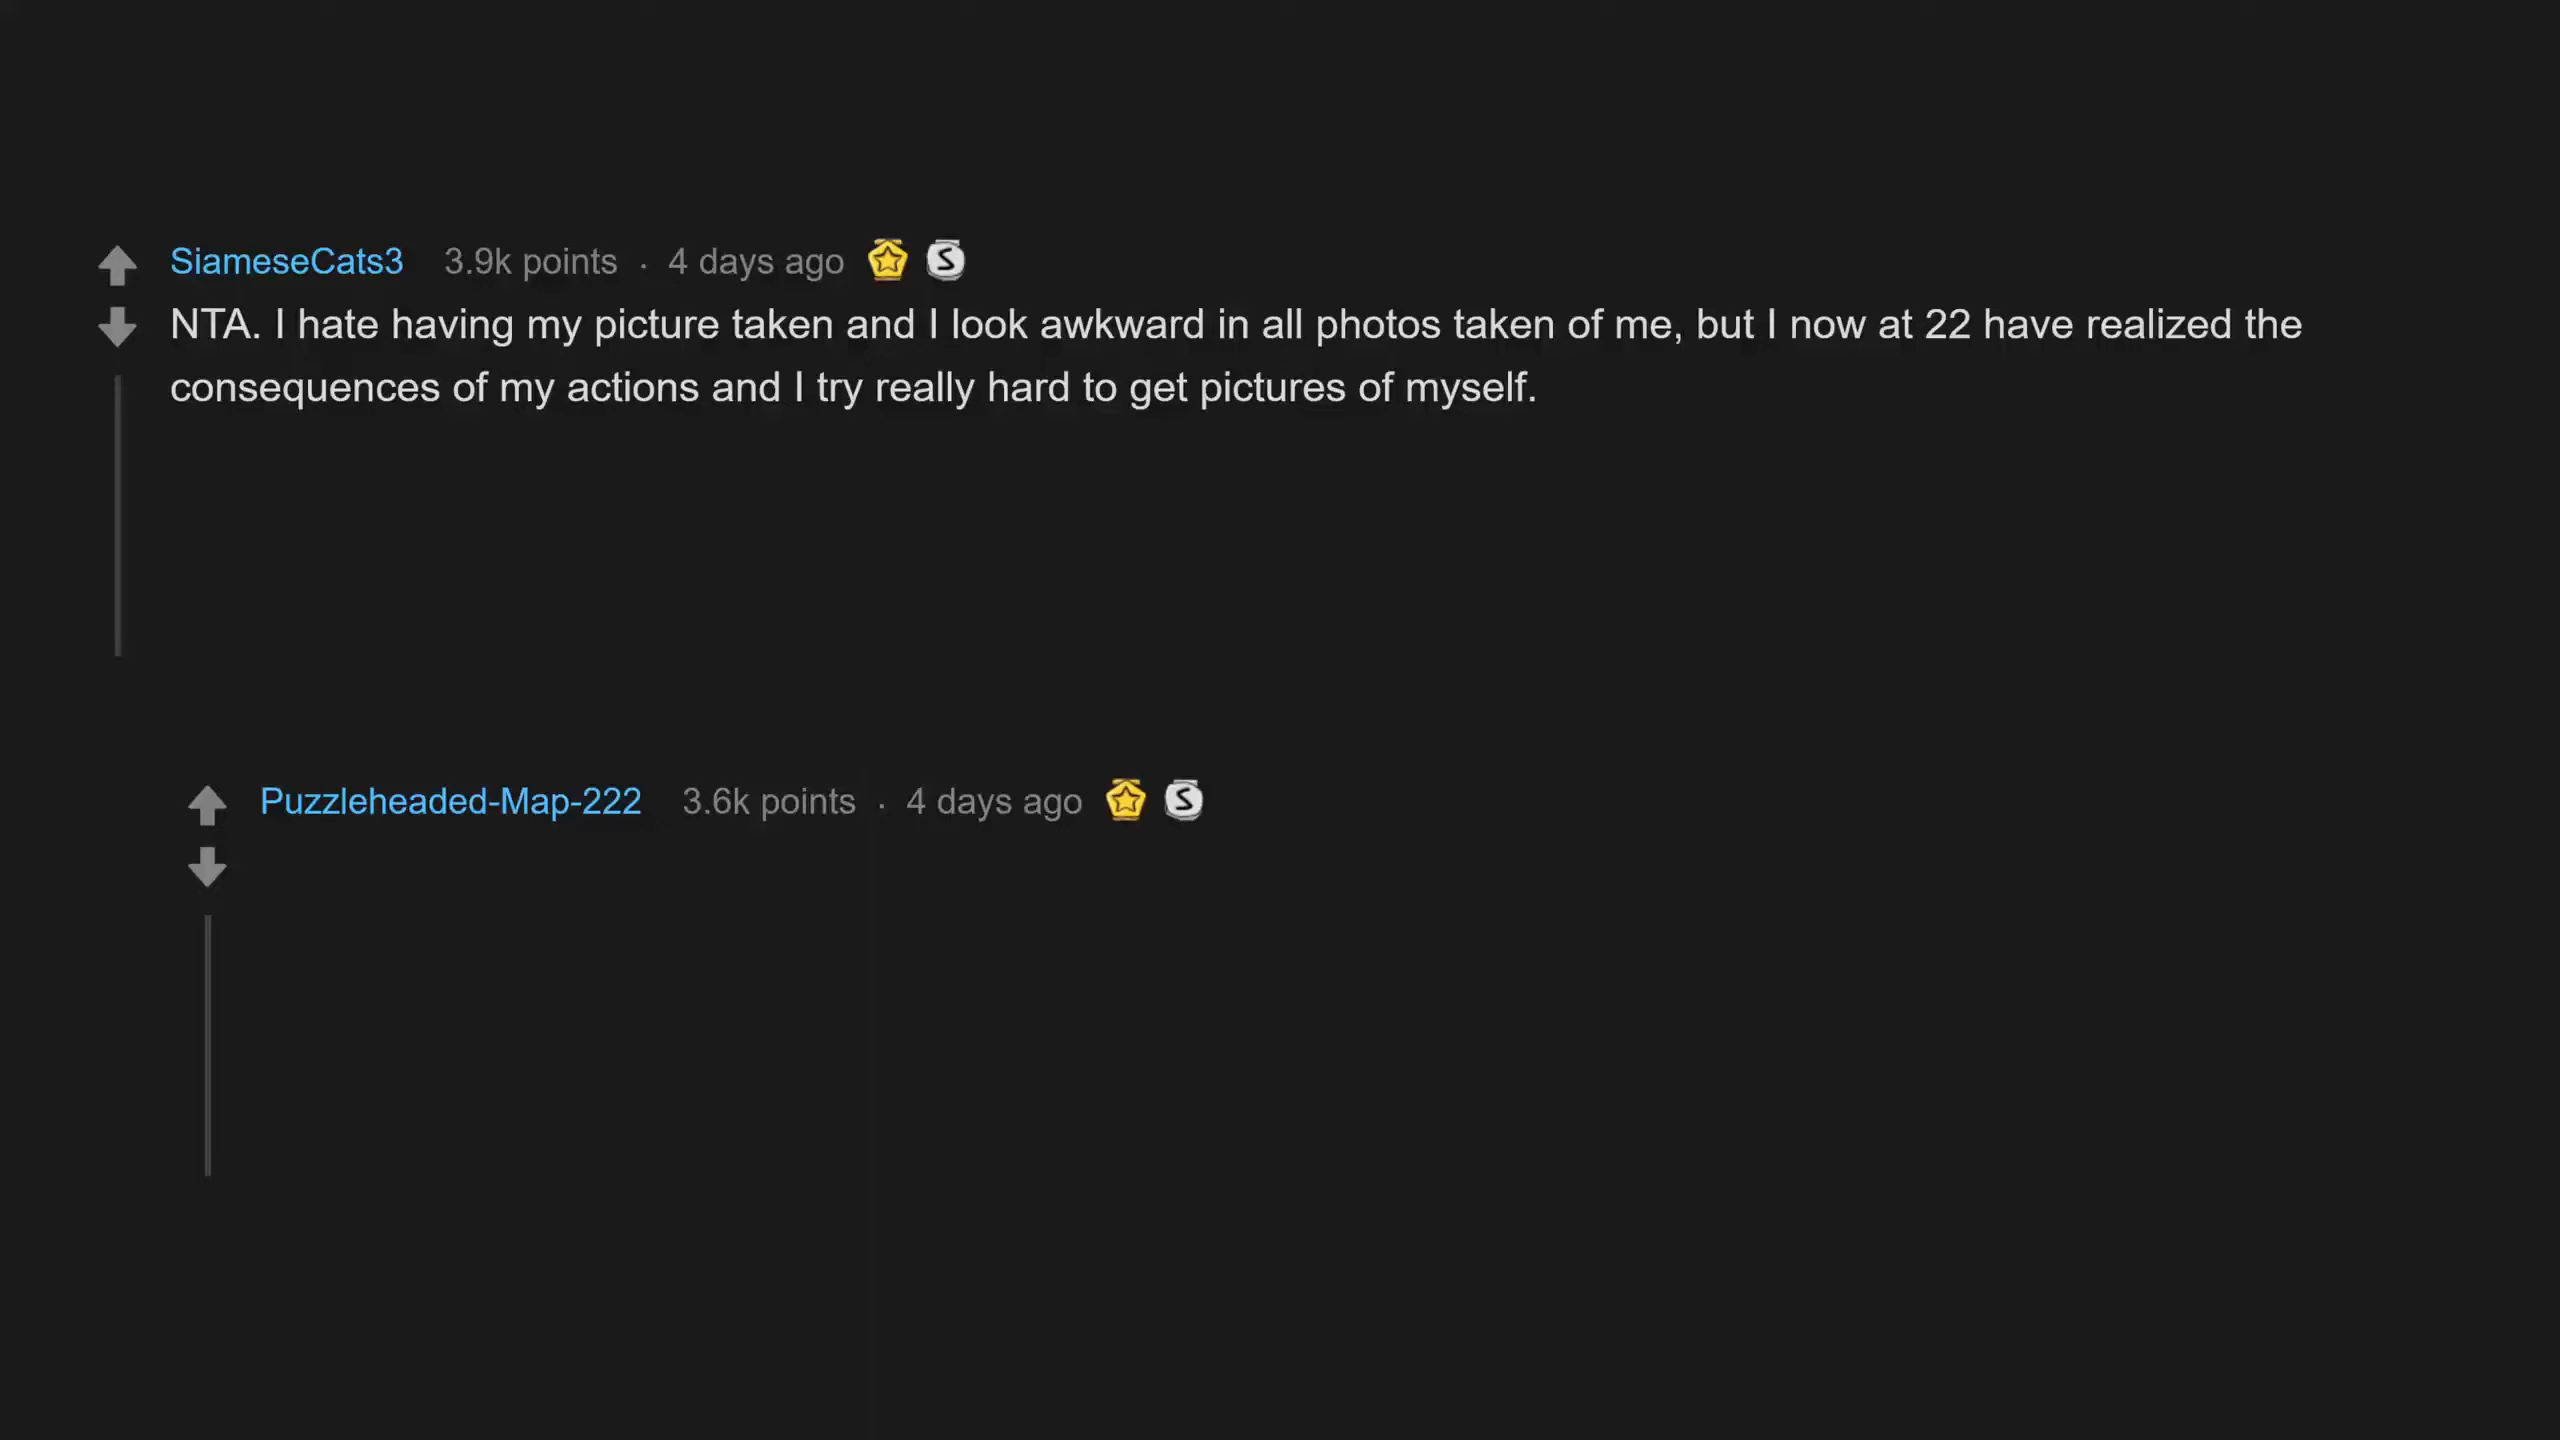 SiameseCats3 3.9k points · 4 days ago S
NTA. I hate having my picture taken and I look awkward in all photos taken of me, but I now at 22 have realized the
consequences of my actions and I try really hard to get pictures of myself.
Puzzleheaded-Map-222 3.6k points · 4 days ago S